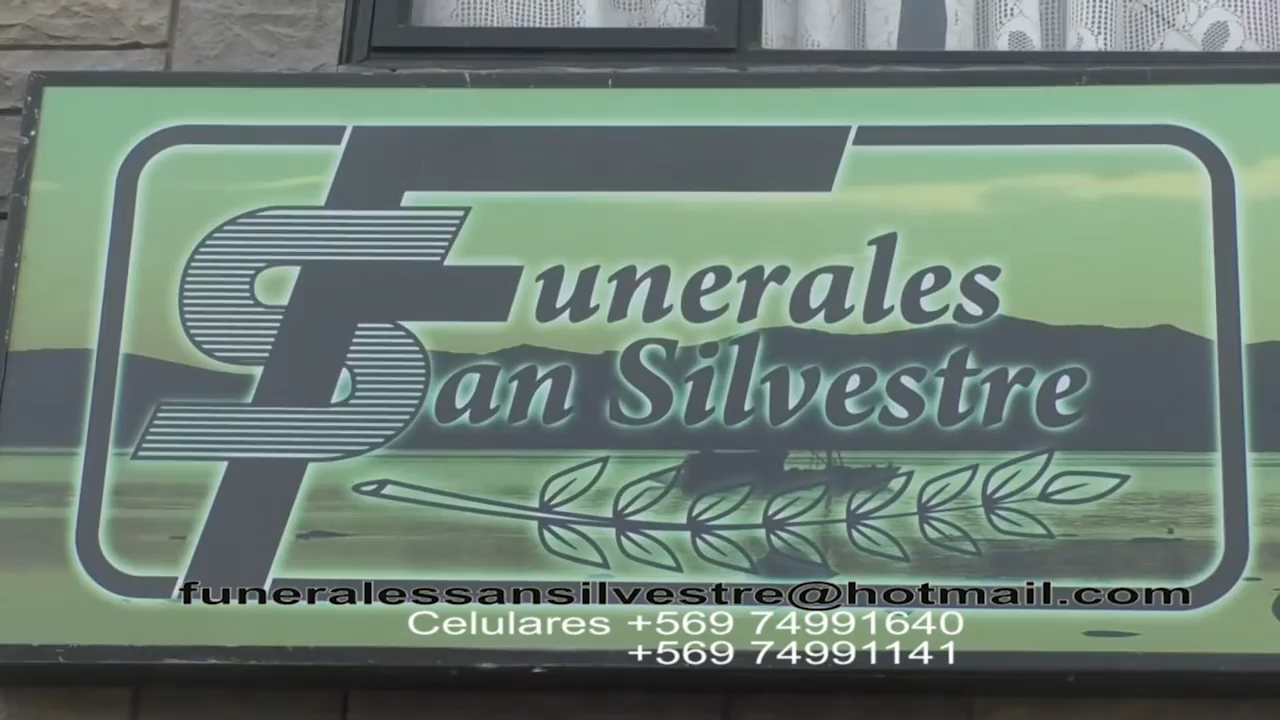 Funerales
San Silvestre
funeralessansilvestre@hotmail.com
Celulares +569 74991640
+569 74991141